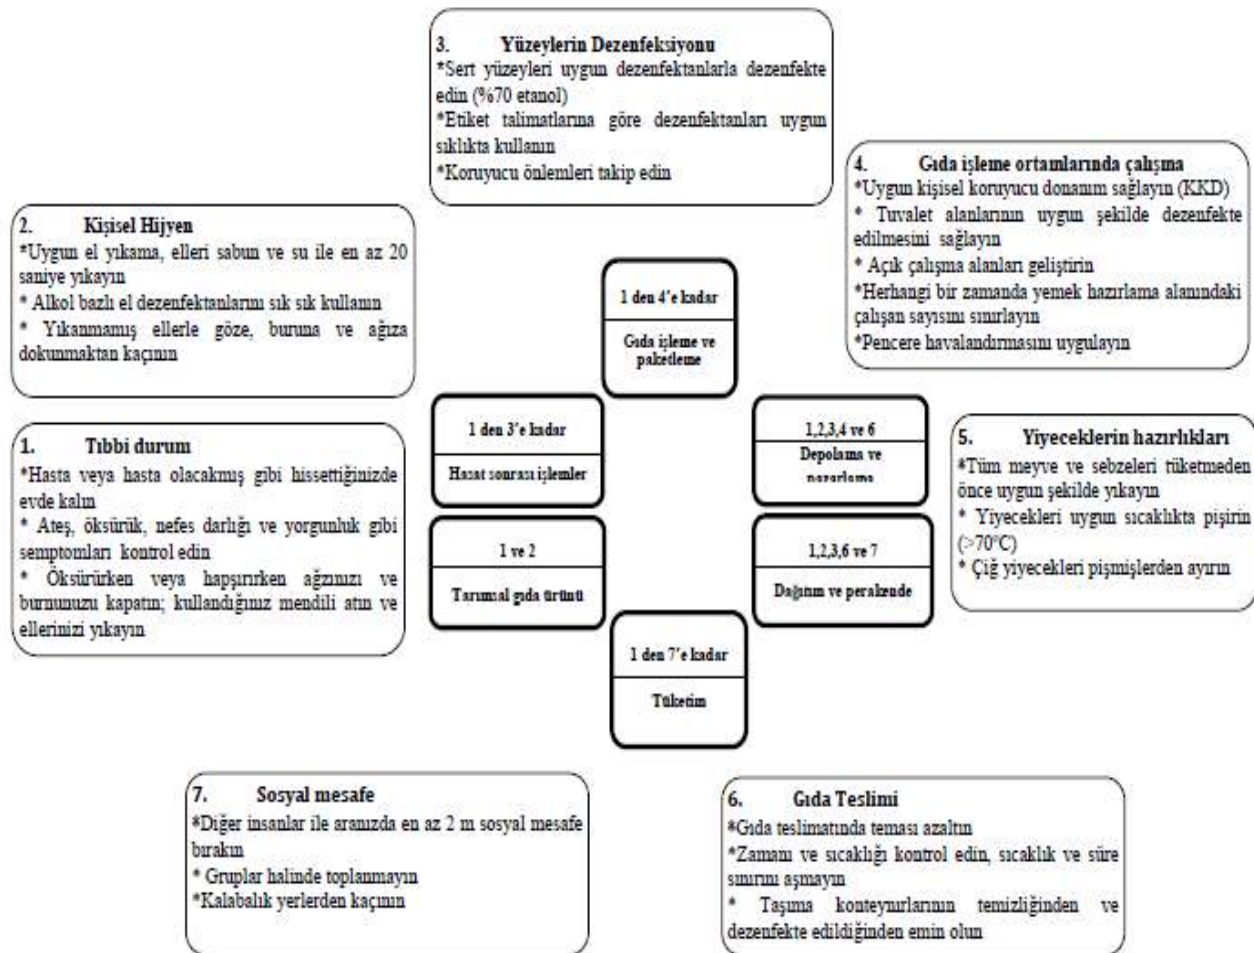 3. Yüzeylerin Dezenfeksiyonu
*Sert yüzeyleri uygun dezenfektanlarla dezenfekte
edin (%70 etanol)
*Etiket talimatlarına göre dezenfektanları uygun
sıklıkta kullanın
*Koruyucu önlemleri takip edin
4. Gıda işleme ortamlarında çalışma
*Uygun kişisel koruyucu donanım sağlayın (KKD)
* Tuvalet alanlarının uygun şekilde dezenfekte
edilmesini sağlayın
* Açık çalışma alanları geliştirin
*Herhangi bir zamanda yemek hazırlama alanındaki
çalışan sayısını sınırlayın
*Pencere havalandırmasını uygulayın
2. Kişisel Hijyen
*Uygun el yıkama, elleri sabun ve su ile en az 20
saniye yıkayın
* Alkol bazlı el dezenfektanlarını sık sık kullanın
* Yıkanmamış ellerle göze, buruna ve ağıza
dokunmaktan kaçının
1 den 4'e kadar
Gıda işleme ve
paketleme
1 den 3'e kadar
Hasat sonrası işlemler
1,2,3,4 ve 6
Depolama ve
pazarlama
1. Tıbbi durum
*Hasta veya hasta olacakmış gibi hissettiğinizde
evde kalın
* Ateş, öksürük, nefes darlığı ve yorgunluk gibi
semptomları kontrol edin
* Öksürürken veya hapşırırken ağzınızı ve
burnunuzu kapatın; kullandığınız mendili atın ve
ellerinizi yıkayın
5. Yiyeceklerin hazırlıkları
*Tüm meyve ve sebzeleri tüketmeden
önce uygun şekilde yıkayın
* Yiyecekleri uygun sıcaklıkta pişirin
(>70°C)
* Çiğ yiyecekleri pişmişlerden ayırın
1 ve 2
Tarımsal gıda ürünü
1,2,3,6 ve 7
Dağıtım ve perakende
1 den 7'e kadar
Tüketim
7. Sosyal mesafe
*Diğer insanlar ile aranızda en az 2 m sosyal mesafe
bırakın
* Gruplar halinde toplanmayın
*Kalabalık yerlerden kaçının
6. Gıda Teslimi
*Gıda teslimatında teması azaltın
*Zamanı ve sıcaklığı kontrol edin, sıcaklık ve süre
sınırını aşmayın
* Taşıma konteynırlarının temizliğinden ve
dezenfekte edildiğinden emin olun